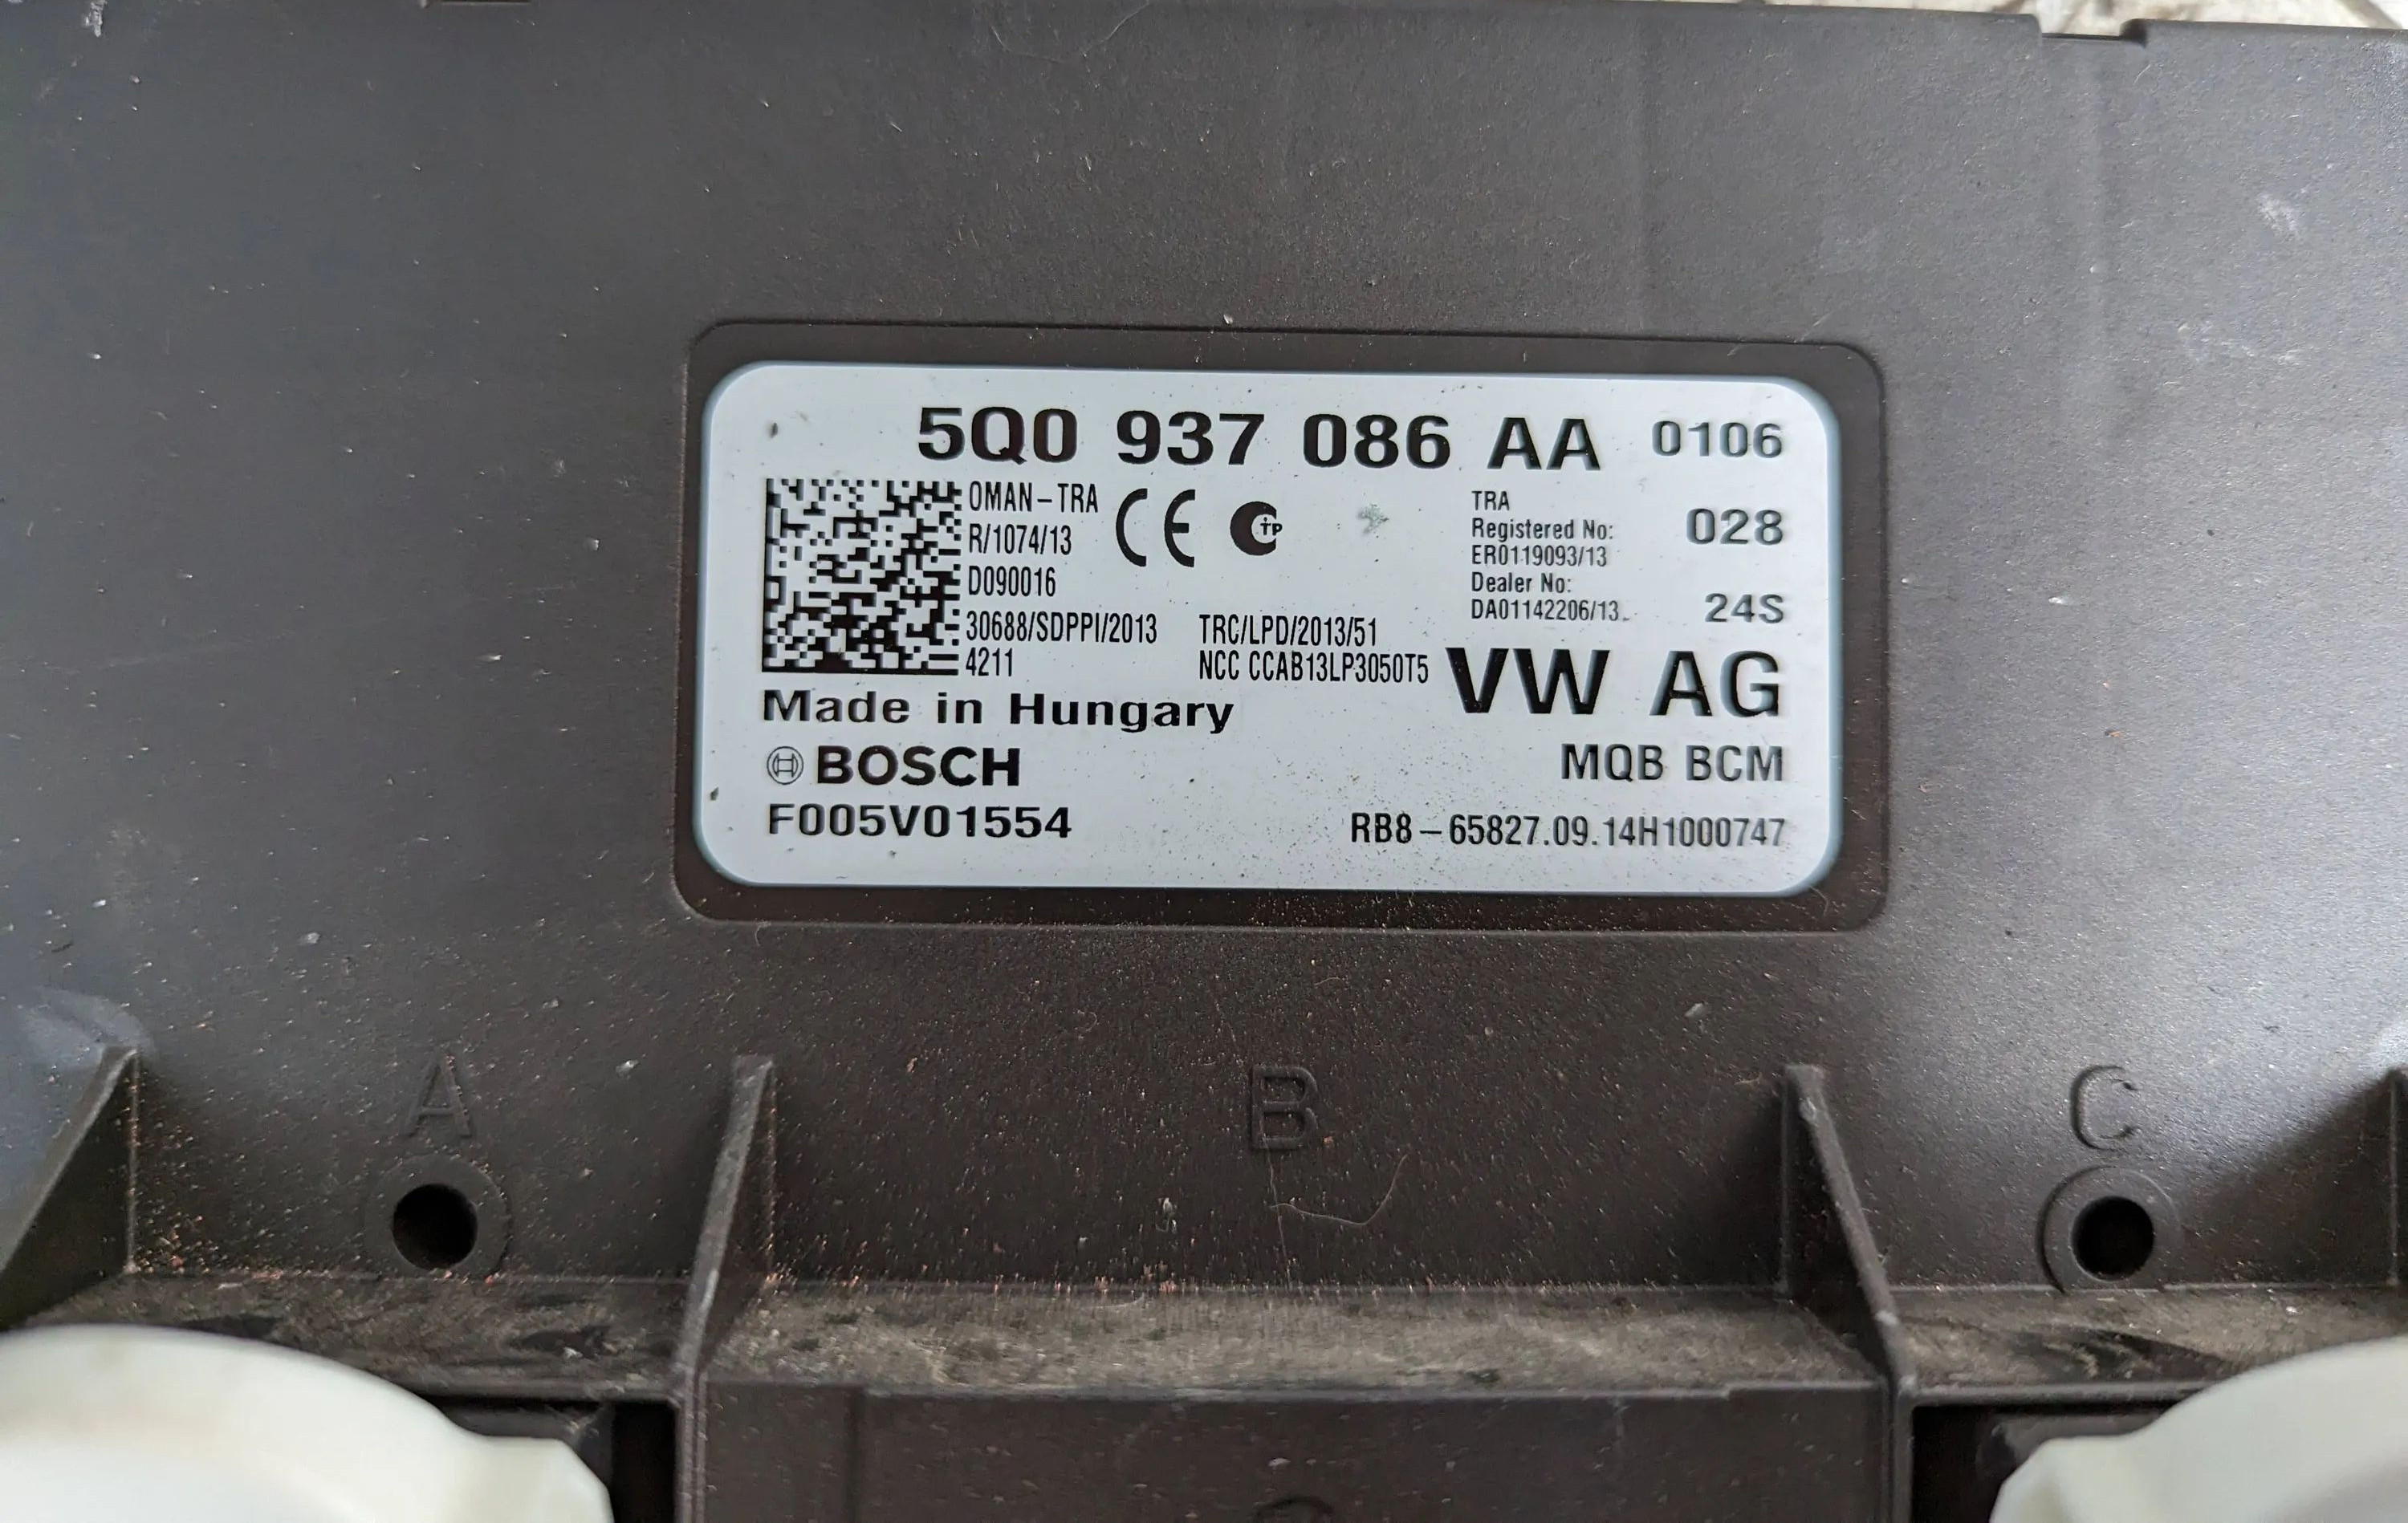 5Q0 937 086 AA 0106
OMAN-TRA
R/1074/13
D090016
30688/SDPPI/2013
4211
CE
TP
TRC/LPD/2013/51
NCC CCAB13LP3050T5
TRA
Registered No:
ER0119093/13
Dealer No:
DA01142206/13
028
24S
VW AG
Made in Hungary
BOSCH
MQB BCM
F005V01554
RB8-65827.09.14H1000747
A
B
C